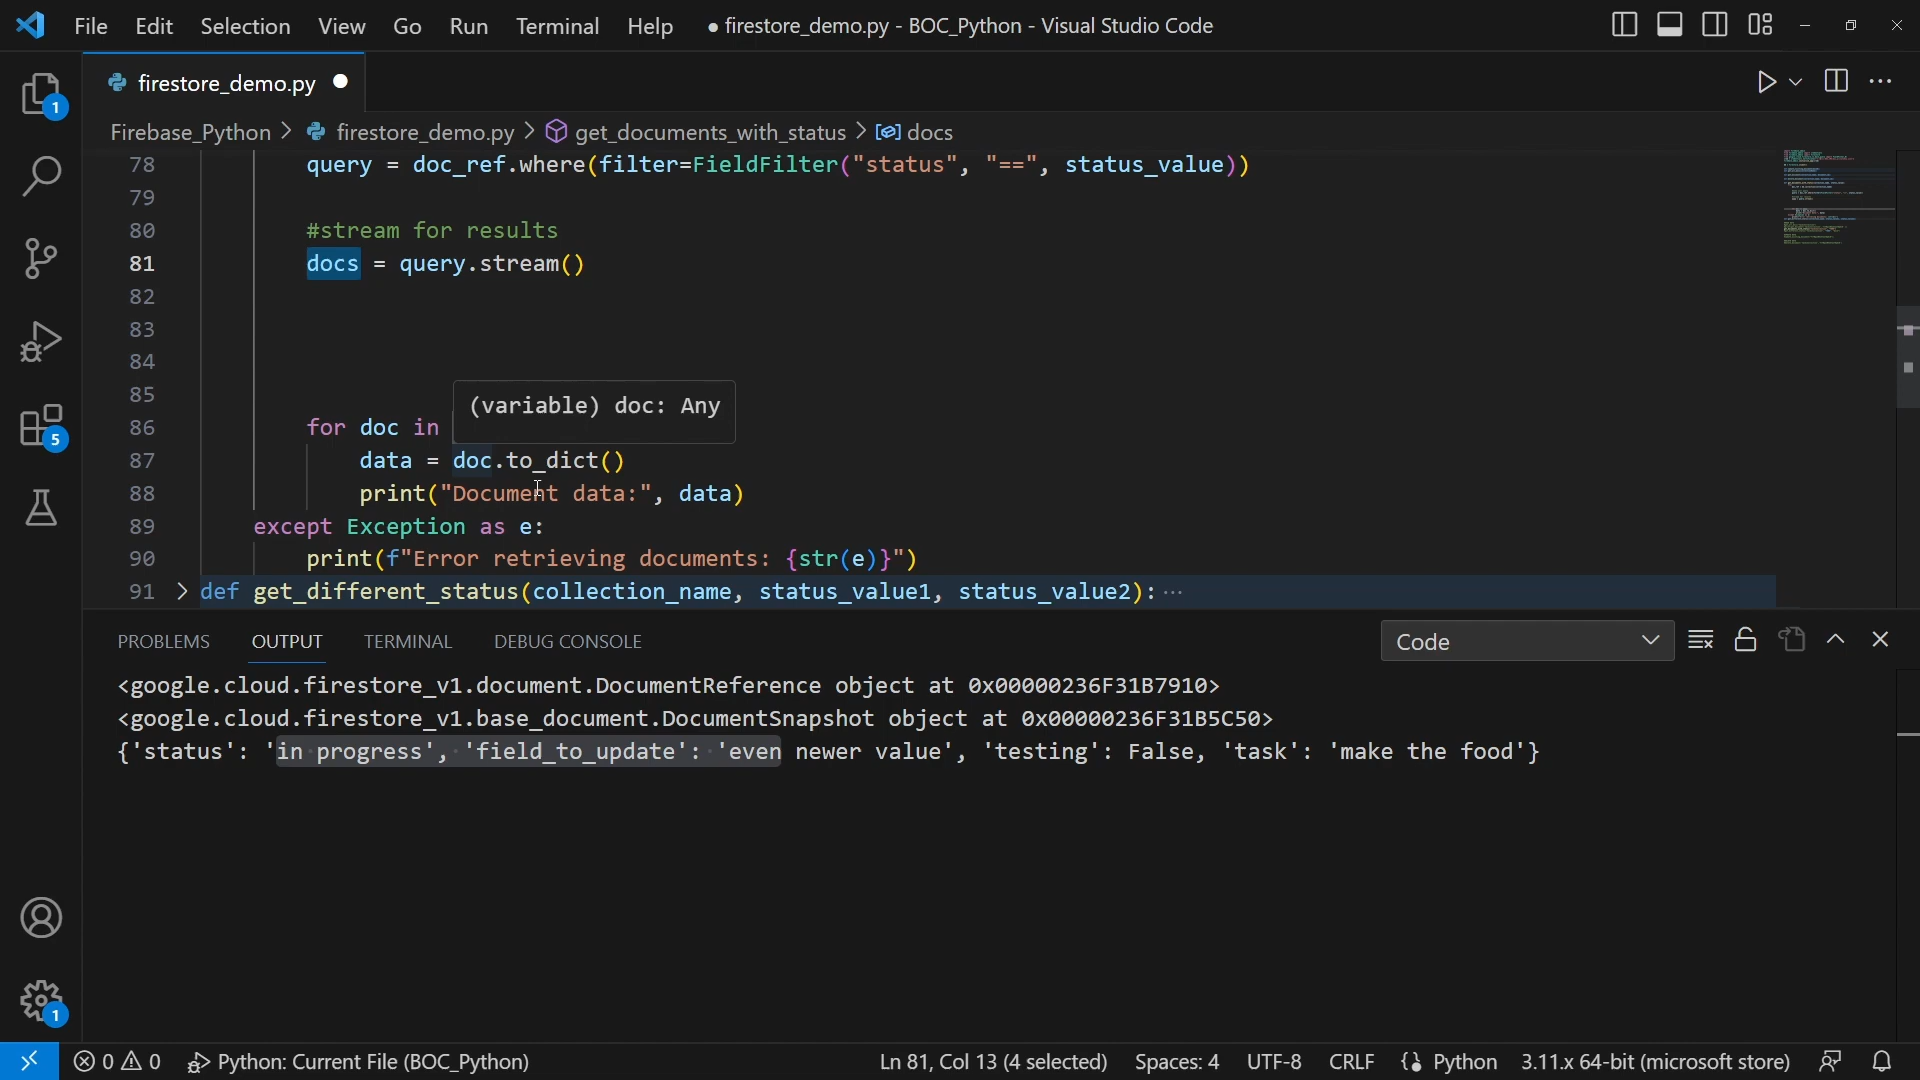 File Edit Selection View Go Run Terminal Help ● firestore_demo.py - BOC_Python - Visual Studio Code
firestore_demo.py ●
1
Firebase_Python > firestore_demo.py > get_documents_with_status > docs
78 query = doc_ref.where(filter=FieldFilter("status", "==", status_value))
79
80 #stream for results
81 docs = query.stream()
82
83
84
85
(variable) doc: Any
86 for doc in
5
87 data = doc.to_dict()
88 print("Document data:", data)
89 except Exception as e:
90 print(f"Error retrieving documents: {str(e)}")
91 > def get_different_status(collection_name, status_value1, status_value2):⋯
PROBLEMS OUTPUT TERMINAL DEBUG CONSOLE Code
<google.cloud.firestore_v1.document.DocumentReference object at 0x00000236F31B7910>
<google.cloud.firestore_v1.base_document.DocumentSnapshot object at 0x00000236F31B5C50>
{'status': 'in progress', 'field_to_update': 'even newer value', 'testing': False, 'task': 'make the food'}
1
0 0 Python: Current File (BOC_Python) Ln 81, Col 13 (4 selected) Spaces: 4 UTF-8 CRLF Python 3.11.x 64-bit (microsoft store)